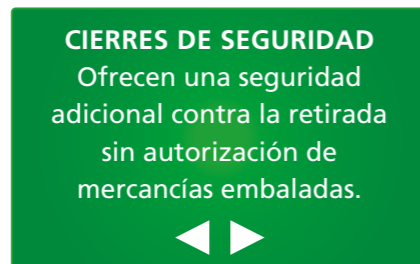 CIERRES DE SEGURIDAD
Ofrecen una seguridad
adicional contra la retirada
sin autorización de
mercancías embaladas.